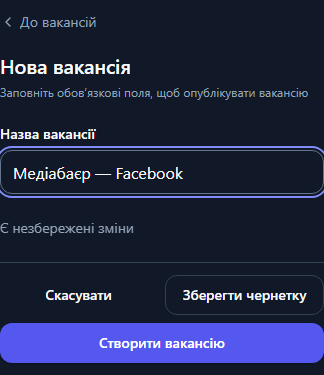 До вакансій
Нова вакансія
Заповніть обов'язкові поля, щоб опублікувати вакансію
Назва вакансії
Медіабаєр — Facebook
Є незбережені зміни
Скасувати
Зберегти чернетку
Створити вакансію